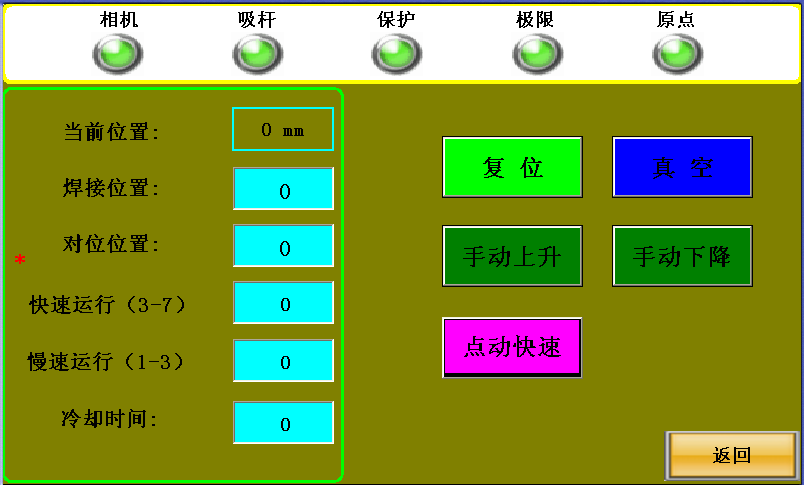 相机 吸杆 保护 极限 原点
当前位置: 0 mm
焊接位置: 0
对位位置: 0
*
快速运行（3-7） 0
慢速运行（1-3） 0
冷却时间: 0
复 位 真 空
手动上升 手动下降
点动快速
返回